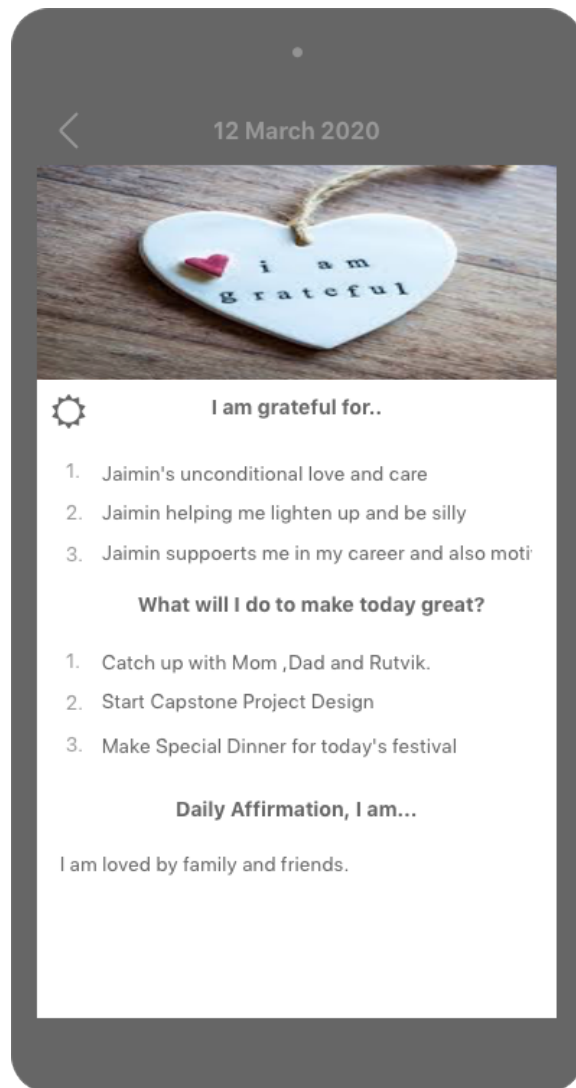 12 March 2020
i am
grateful
I am grateful for..
1. Jaimin's unconditional love and care
2. Jaimin helping me lighten up and be silly
3. Jaimin suppoerts me in my career and also moti
What will I do to make today great?
1. Catch up with Mom ,Dad and Rutvik.
2. Start Capstone Project Design
3. Make Special Dinner for today's festival
Daily Affirmation, I am...
I am loved by family and friends.